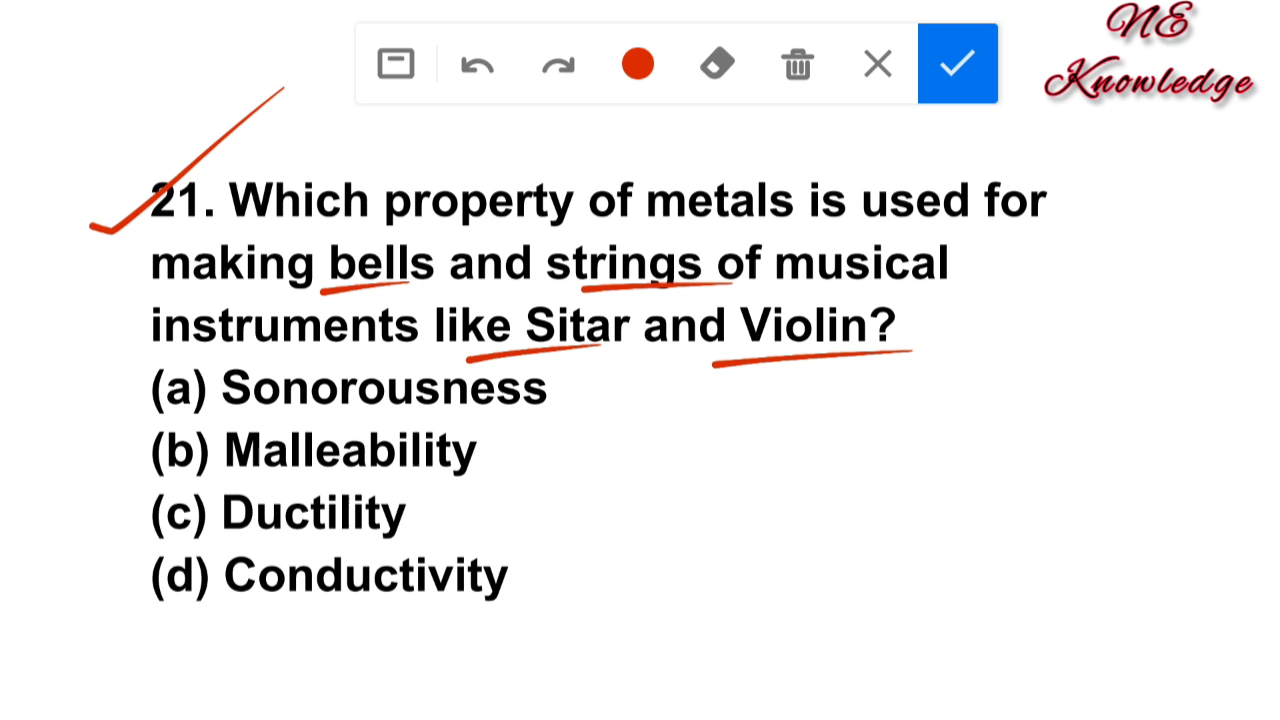 NE
Knowledge
21. Which property of metals is used for
making bells and strings of musical
instruments like Sitar and Violin?
(a) Sonorousness
(b) Malleability
(c) Ductility
(d) Conductivity